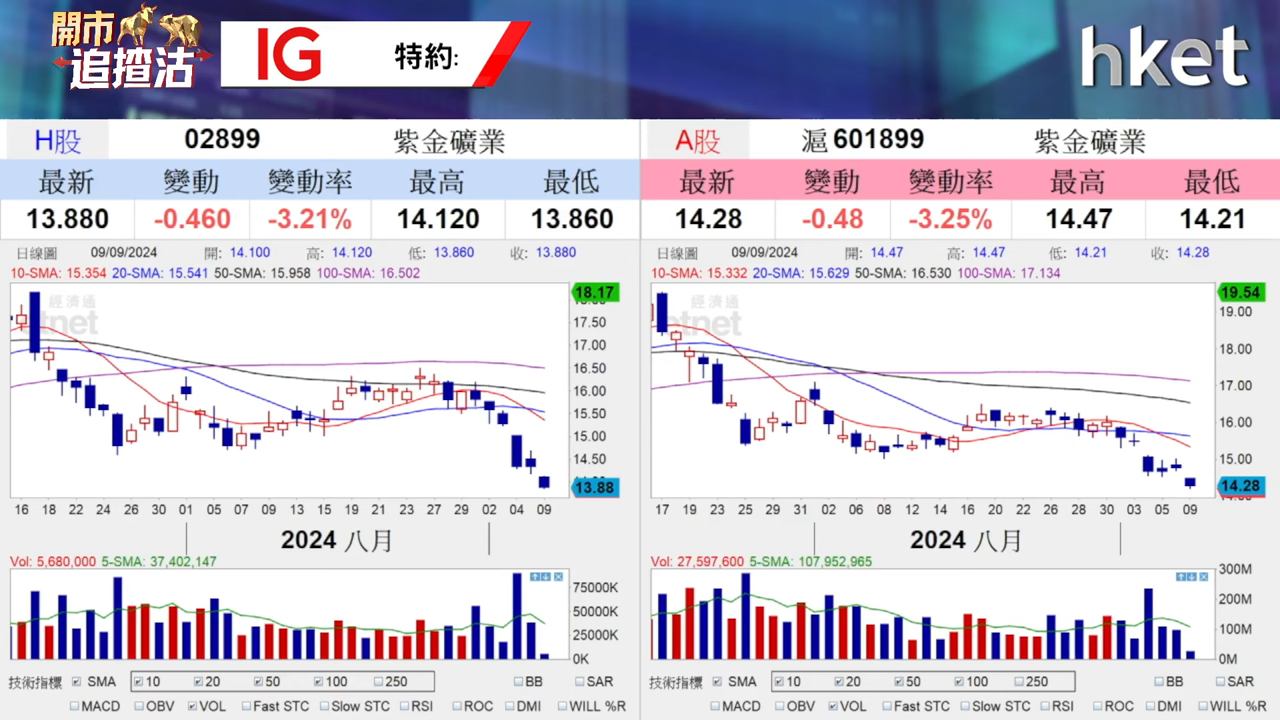 開市
追揸沽
IG
特約:
hket
H股 02899 紫金礦業
最新 變動 變動率 最高 最低
13.880 -0.460 -3.21% 14.120 13.860
日線圖 09/09/2024 開: 14.100 高: 14.120 低: 13.860 收: 13.880
10-SMA: 15.354 20-SMA: 15.541 50-SMA: 15.958 100-SMA: 16.502
經濟通
etnet
18.17
17.50
17.00
16.50
16.00
15.50
15.00
14.50
13.88
16 18 22 24 26 30 01 05 07 09 13 15 19 21 23 27 29 02 04 09
2024 八月
Vol: 5,680,000 5-SMA: 37,402,147
75000K
50000K
25000K
0K
技術指標 SMA 10 20 50 100 250 BB SAR
MACD OBV VOL Fast STC Slow STC RSI ROC DMI WILL %R
A股 滬 601899 紫金礦業
最新 變動 變動率 最高 最低
14.28 -0.48 -3.25% 14.47 14.21
日線圖 09/09/2024 開: 14.47 高: 14.47 低: 14.21 收: 14.28
10-SMA: 15.332 20-SMA: 15.629 50-SMA: 16.530 100-SMA: 17.134
經濟通
etnet
19.54
19.00
18.00
17.00
16.00
15.00
14.28
17 19 23 25 29 31 02 06 08 12 14 16 20 22 26 28 30 03 05 09
2024 八月
Vol: 27,597,600 5-SMA: 107,952,965
300M
200M
100M
0M
技術指標 SMA 10 20 50 100 250 BB SAR
MACD OBV VOL Fast STC Slow STC RSI ROC DMI WILL %R